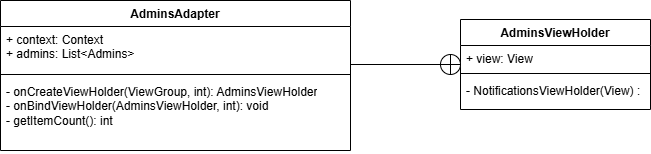 AdminsAdapter
+ context: Context
+ admins: List<Admins>
- onCreateViewHolder(ViewGroup, int): AdminsViewHolder
- onBindViewHolder(AdminsViewHolder, int): void
- getItemCount(): int
AdminsViewHolder
+ view: View
- NotificationsViewHolder(View) :